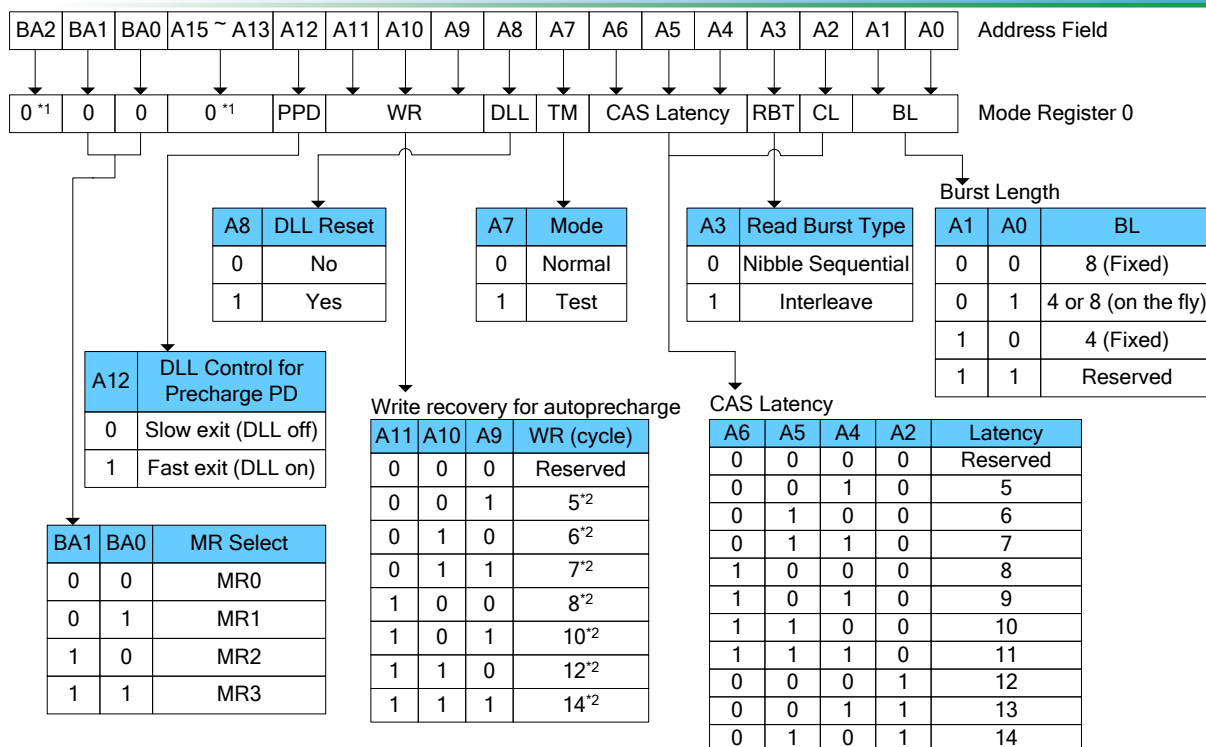 BA2 BA1 BA0 A15 ~ A13 A12 A11 A10 A9 A8 A7 A6 A5 A4 A3 A2 A1 A0 Address Field
0 *1 0 0 0 *1 PPD WR DLL TM CAS Latency RBT CL BL Mode Register 0
A8 DLL Reset
0 No
1 Yes
A7 Mode
0 Normal
1 Test
A3 Read Burst Type
0 Nibble Sequential
1 Interleave
Burst Length
A1 A0 BL
0 0 8 (Fixed)
0 1 4 or 8 (on the fly)
1 0 4 (Fixed)
1 1 Reserved
A12 DLL Control for
Precharge PD
0 Slow exit (DLL off)
1 Fast exit (DLL on)
BA1 BA0 MR Select
0 0 MR0
0 1 MR1
1 0 MR2
1 1 MR3
Write recovery for autoprecharge
A11 A10 A9 WR (cycle)
0 0 0 Reserved
0 0 1 5*2
0 1 0 6*2
0 1 1 7*2
1 0 0 8*2
1 0 1 10*2
1 1 0 12*2
1 1 1 14*2
CAS Latency
A6 A5 A4 A2 Latency
0 0 0 0 Reserved
0 0 1 0 5
0 1 0 0 6
0 1 1 0 7
1 0 0 0 8
1 0 1 0 9
1 1 0 0 10
1 1 1 0 11
0 0 0 1 12
0 0 1 1 13
0 1 0 1 14